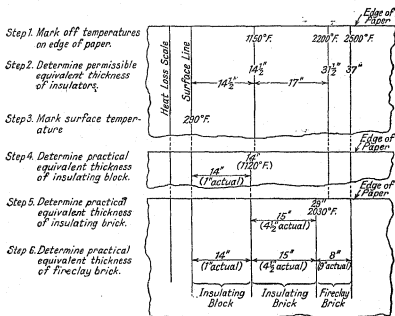 Edge of
Paper
Step 1. Mark off temperatures
on edge of paper.
1150°F. 2200°F. 2500°F.
Step 2. Determine permissible
equivalent thickness
of insulators.
Heat Loss Scale
Surface Line
14½" 31½" 37"
14½" 17"
Step 3. Mark surface temper-
ature
290°F.
Edge of
Paper
Step 4. Determine practical
equivalent thickness
of insulating block.
14"
(1120°F.)
14"
(1" actual)
Edge of
Paper
Step 5. Determine practical
equivalent thickness
of insulating brick.
29"
2030°F.
15"
(4½" actual)
Step 6. Determine practical
equivalent thickness
of fireclay brick.
14" 15" 8"
(1" actual) (4½" actual) (9" actual)
Insulating Insulating Fireclay
Block Brick Brick